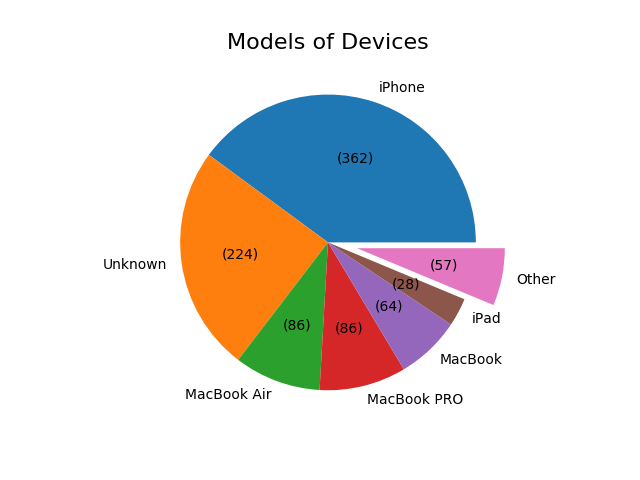 Models of Devices
iPhone
(362)
Unknown
(224)
(57)
Other
(28)
(64)
iPad
(86)
(86)
MacBook
MacBook Air
MacBook PRO